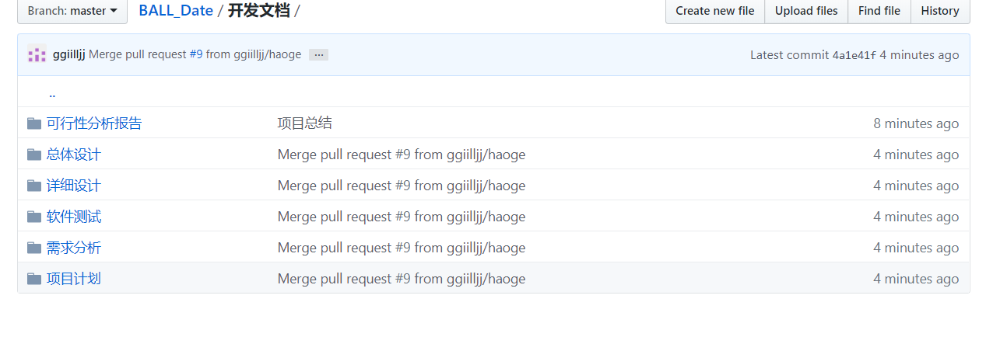 Branch: master BALL_Date / 开发文档 / Create new file Upload files Find file History
ggiilljj Merge pull request #9 from ggiilljj/haoge ... Latest commit 4a1e41f 4 minutes ago
..
可行性分析报告 项目总结 8 minutes ago
总体设计 Merge pull request #9 from ggiilljj/haoge 4 minutes ago
详细设计 Merge pull request #9 from ggiilljj/haoge 4 minutes ago
软件测试 Merge pull request #9 from ggiilljj/haoge 4 minutes ago
需求分析 Merge pull request #9 from ggiilljj/haoge 4 minutes ago
项目计划 Merge pull request #9 from ggiilljj/haoge 4 minutes ago